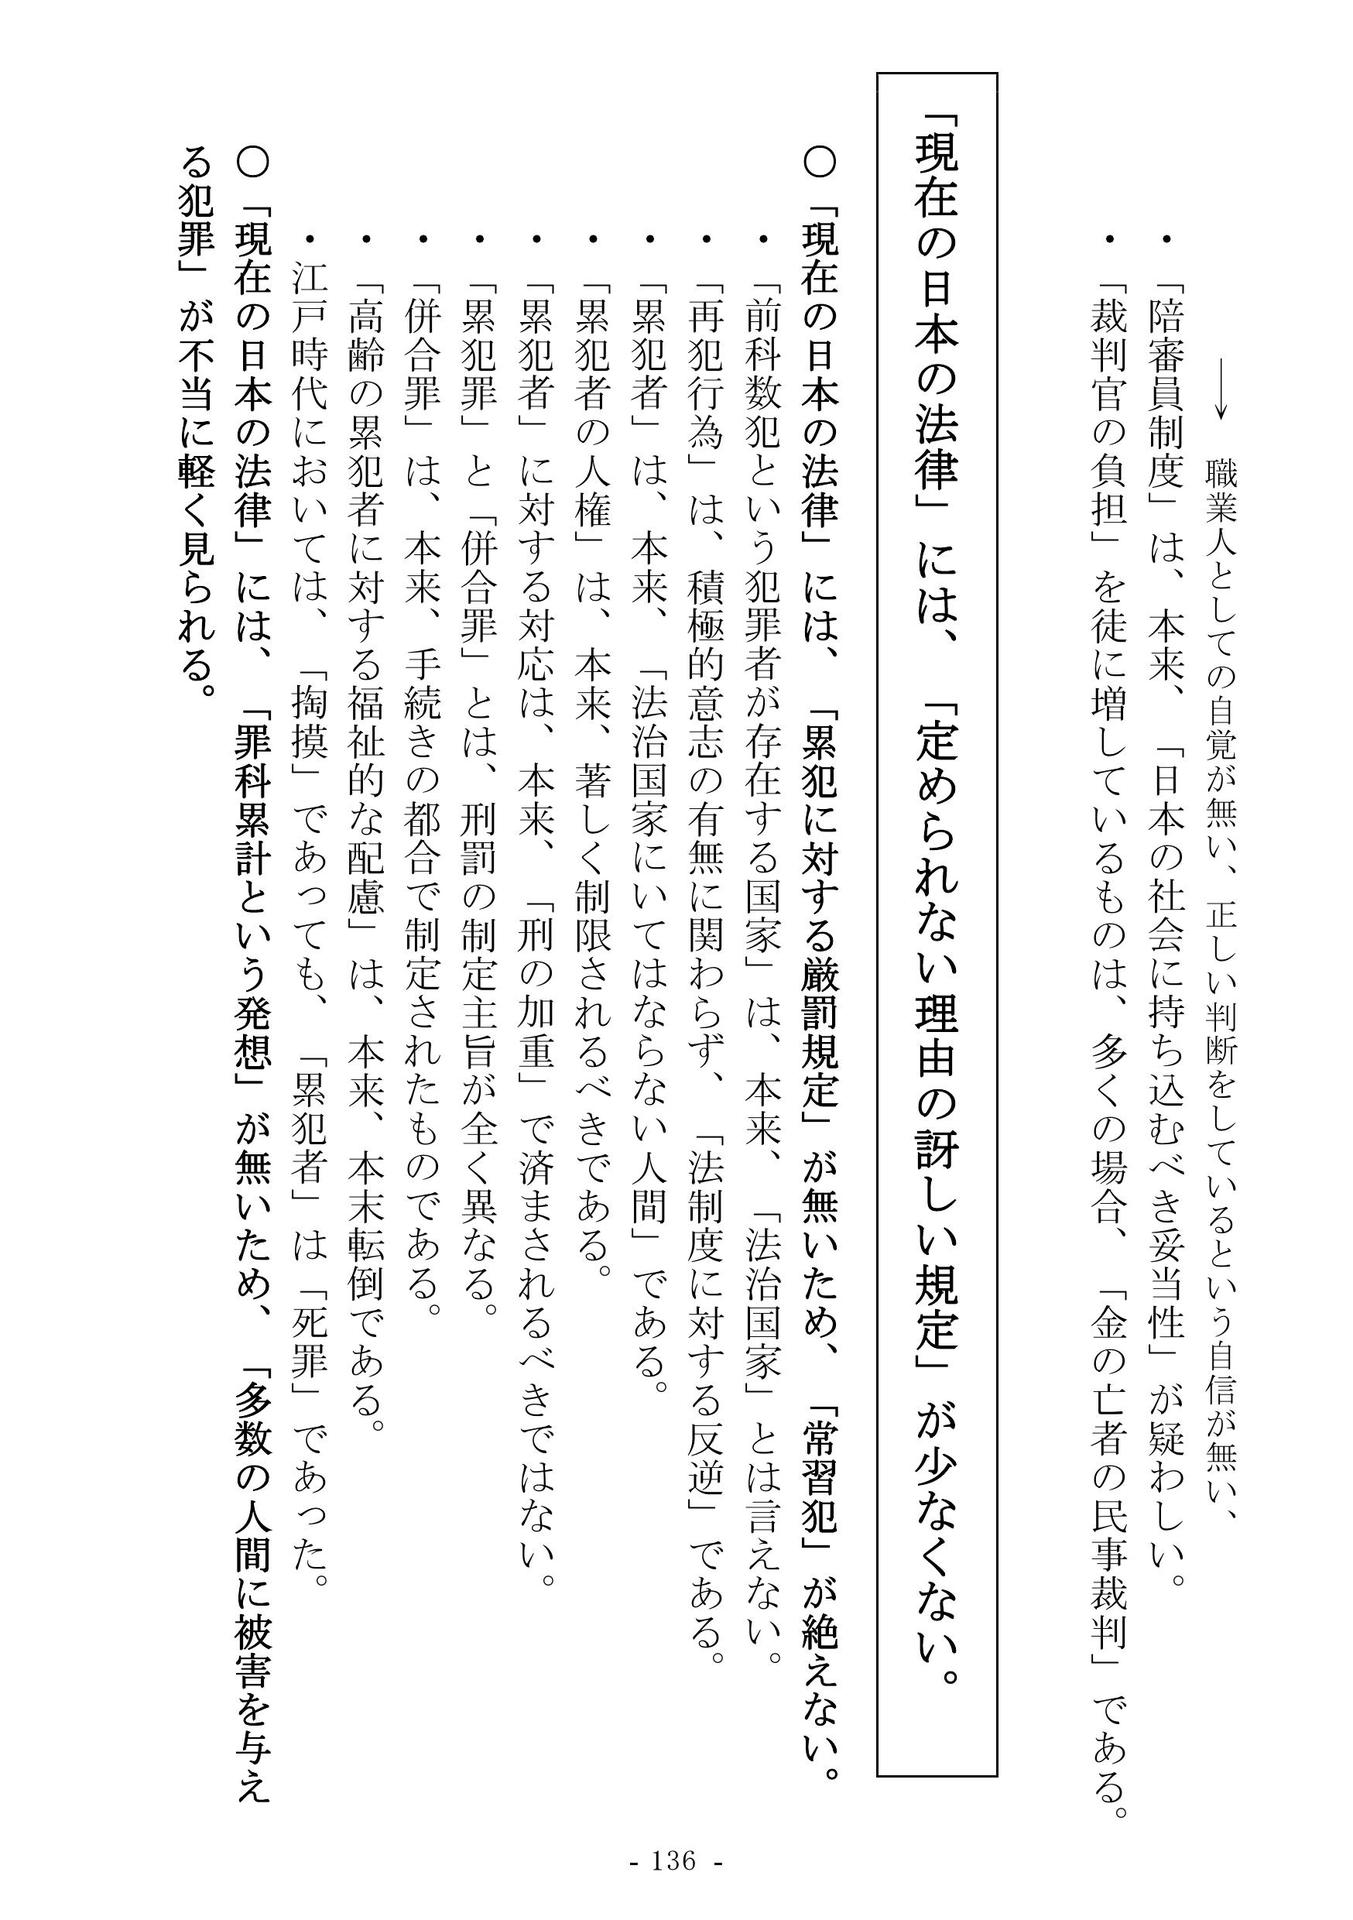 → 職業人としての自覚が無い、正しい判断をしているという自信が無い、
・「陪審員制度」は、本来、「日本の社会に持ち込むべき妥当性」が疑わしい。
・「裁判官の負担」を徒に増しているものは、多くの場合、「金の亡者の民事裁判」である。
「現在の日本の法律」には、「定められない理由の訝しい規定」が少なくない。
○「現在の日本の法律」には、「累犯に対する厳罰規定」が無いため、「常習犯」が絶えない。
・「前科数犯という犯罪者が存在する国家」は、本来、「法治国家」とは言えない。
・「再犯行為」は、積極的意志の有無に関わらず、「法制度に対する反逆」である。
・「累犯者」は、本来、「法治国家にいてはならない人間」である。
・「累犯者の人権」は、本来、著しく制限されるべきである。
・「累犯者」に対する対応は、本来、「刑の加重」で済まされるべきではない。
・「累犯罪」と「併合罪」とは、刑罰の制定主旨が全く異なる。
・「併合罪」は、本来、手続きの都合で制定されたものである。
・「高齢の累犯者に対する福祉的な配慮」は、本来、本末転倒である。
・江戸時代においては、「掏摸」であっても、「累犯者」は「死罪」であった。
○「現在の日本の法律」には、「罪科累計という発想」が無いため、「多数の人間に被害を与え
る犯罪」が不当に軽く見られる。
- 136 -